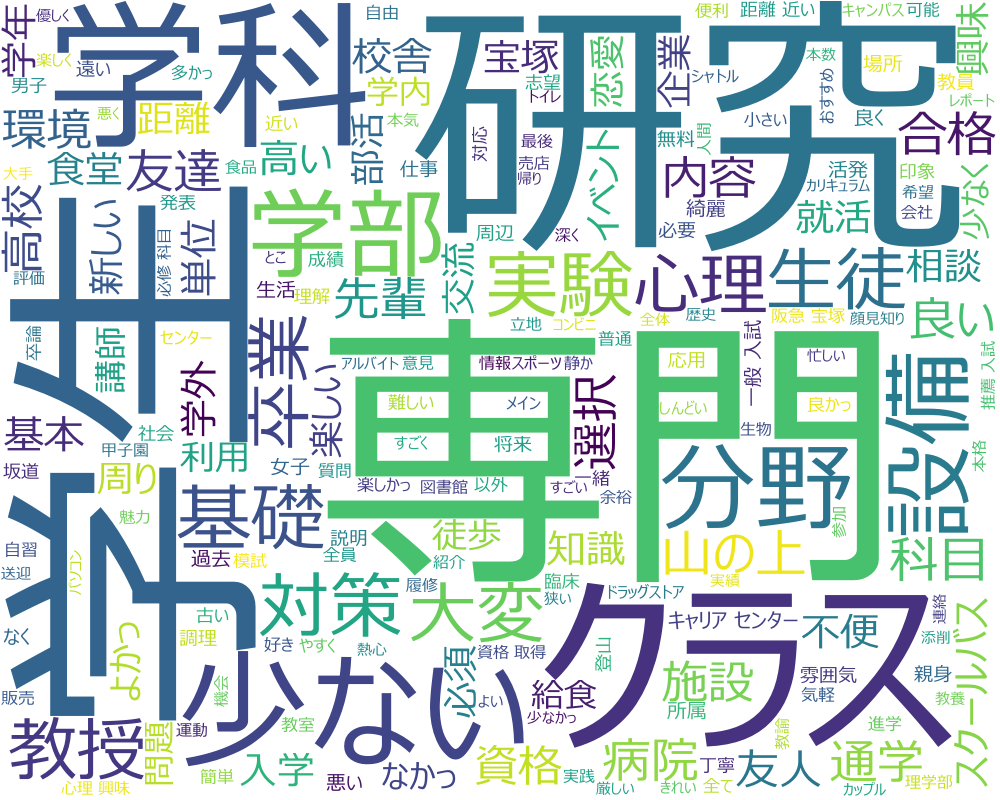 優しく
自由
便利
距離 近い
キャンパス
可能
学年
楽しく
遠い
多かっ
学科
校舎
宝塚
志望
恋愛
企業
研究
シャトル
本数
おすすめ
場所
教員
興味
男子
悪く
学内
トイレ
レポート
環境
距離
近い
本気
部活
対応
最後
無料
人間
小さい
良く
合格
大手
食堂
友達
食品
高い
仕事
売店
帰り
イベント
内容
活発
印象
カリキュラム
希望
少なく
高校
発表
学部
周辺
深く
綺麗
必要
就活
会社
評価
新しい
必修 科目
単位
とこ
成績
交流
実験
心理
生徒
相談
学生
生活
理解
先輩
歴史
阪急 宝塚
顔見知り
卒論
センター
立地
コンビニ
全体
良い
講師
学外
卒業
楽しい
アルバイト
意見
情報
スポーツ
静か
普通
一般 入試
忙しい
推薦 入試
専門
難しい
メイン
選択
応用
しんどい
良かっ
設備
基本
社会
甲子園
すごく
将来
生物
本格
坂道
周り
利用
女子
質問
楽しかっ
図書館
以外
一緒
すごい
余裕
分野
参加
魅力
基礎
自習
過去
模試
説明
全員
徒歩
紹介
知識
山の上
科目
送迎
パソコン
古い
対策
履修
大変
臨床
狭い
実績
ドラッグストア
なく
調理
好き
やすく
熱心
資格 取得
登山
クラス
キャリア センター
不便
連絡
添削
スクールバス
よかっ
販売
機会
少ない
必須
よい
給食
少なかっ
施設
所属
雰囲気
気軽
親身
教養
教授
問題
運動
教室
教諭
進学
心理 興味
簡単
入学
悪い
なかっ
資格
実践
厳しい
病院
きれい
丁寧
全て
友人
カップル
通学
理学部